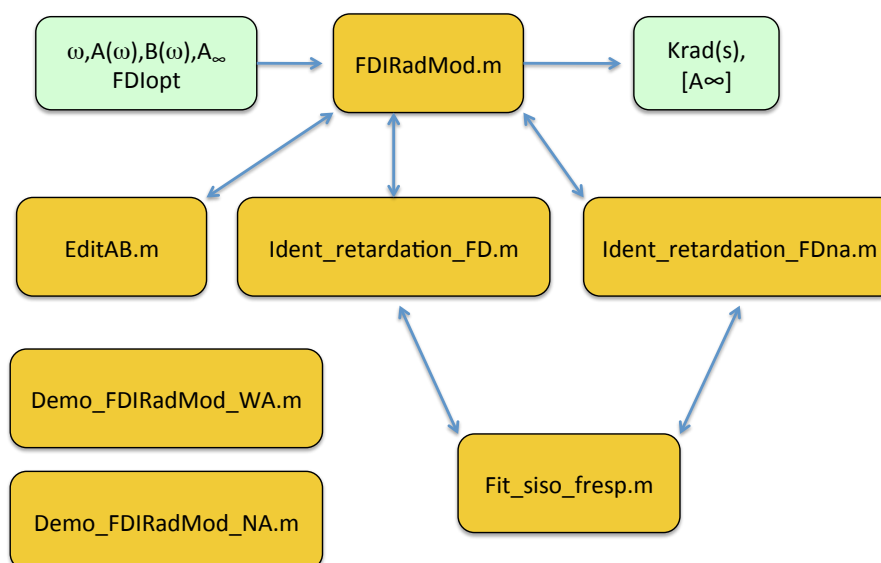 ω,A(ω),B(ω),A∞
FDIopt
FDIRadMod.m
Krad(s),
[A∞]
EditAB.m
Ident_retardation_FD.m
Ident_retardation_FDna.m
Demo_FDIRadMod_WA.m
Fit_siso_fresp.m
Demo_FDIRadMod_NA.m